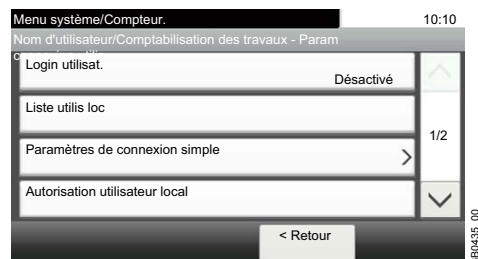 Menu système/Compteur.
10:10
Nom d'utilisateur/Comptabilisation des travaux - Param
Login utilisat.
Désactivé
Liste utilis loc
1/2
Paramètres de connexion simple
Autorisation utilisateur local
< Retour
B0435_00